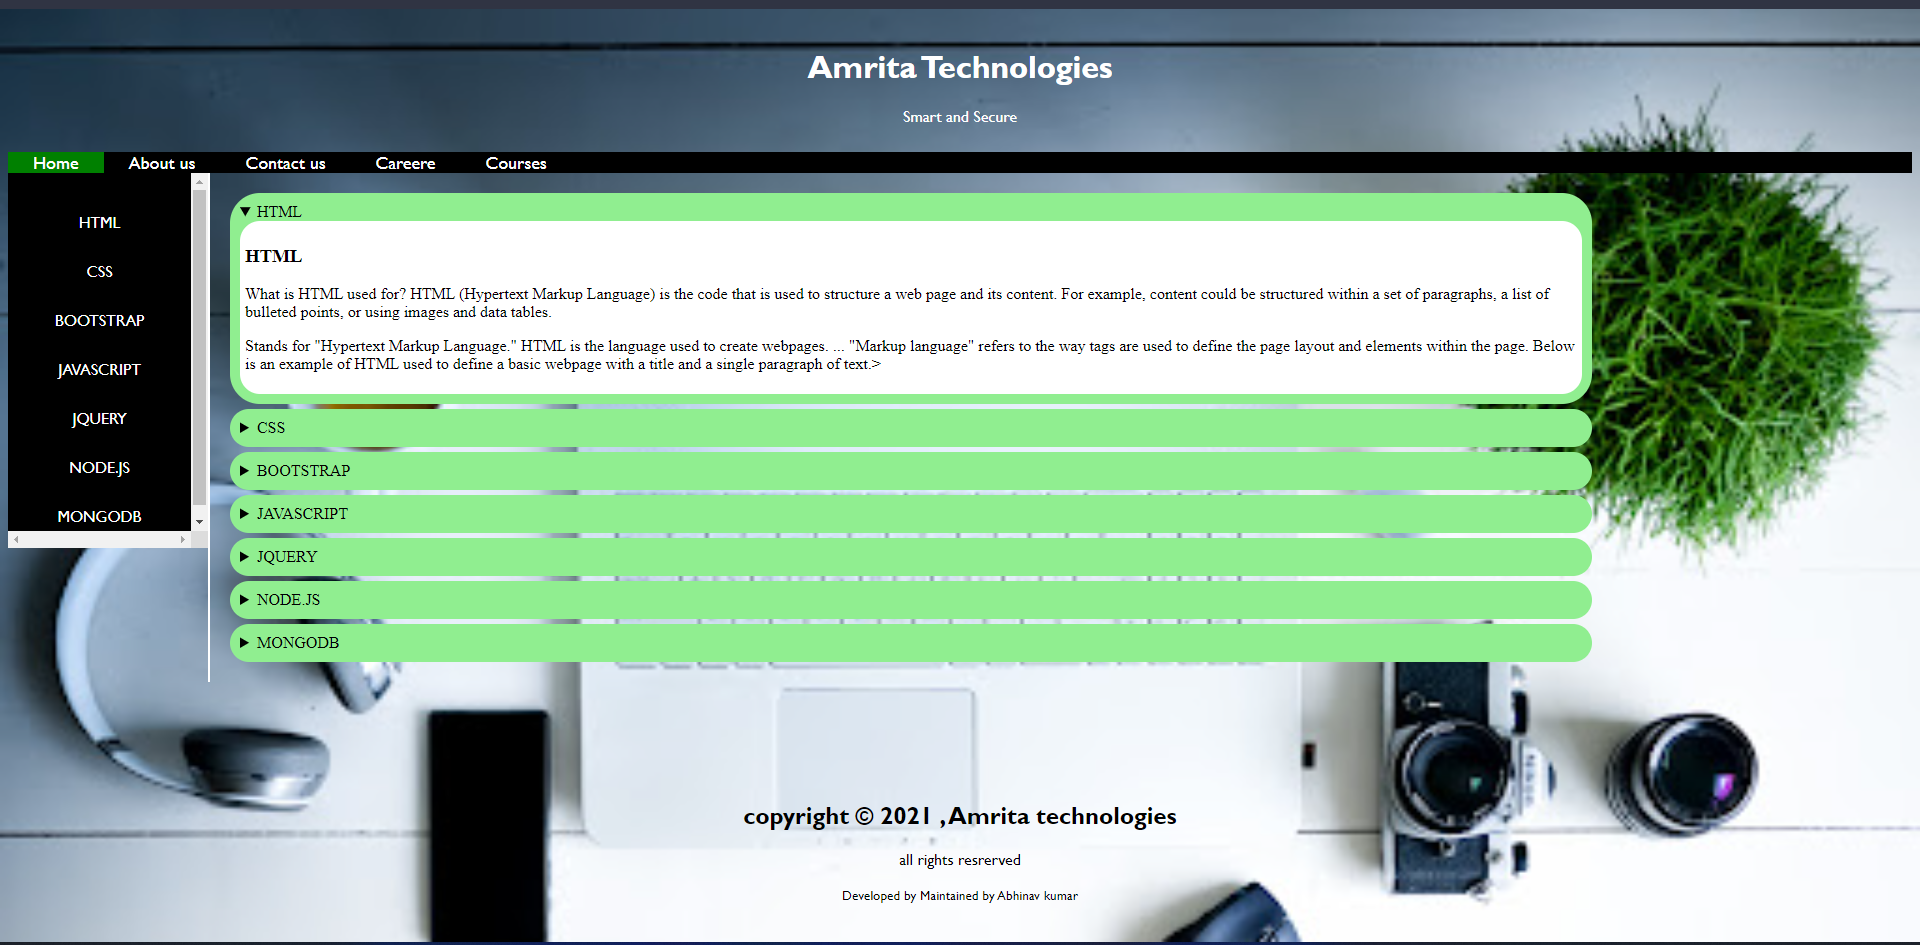 Amrita Technologies
Smart and Secure
Home About us Contact us Careere Courses
HTML
CSS
BOOTSTRAP
JAVASCRIPT
JQUERY
NODE.JS
MONGODB
HTML
HTML
What is HTML used for? HTML (Hypertext Markup Language) is the code that is used to structure a web page and its content. For example, content could be structured within a set of paragraphs, a list of
bulleted points, or using images and data tables.
Stands for "Hypertext Markup Language." HTML is the language used to create webpages. ... "Markup language" refers to the way tags are used to define the page layout and elements within the page. Below
is an example of HTML used to define a basic webpage with a title and a single paragraph of text.>
CSS
BOOTSTRAP
JAVASCRIPT
JQUERY
NODE.JS
MONGODB
copyright © 2021 ,Amrita technologies
all rights resrerved
Developed by Maintained by Abhinav kumar